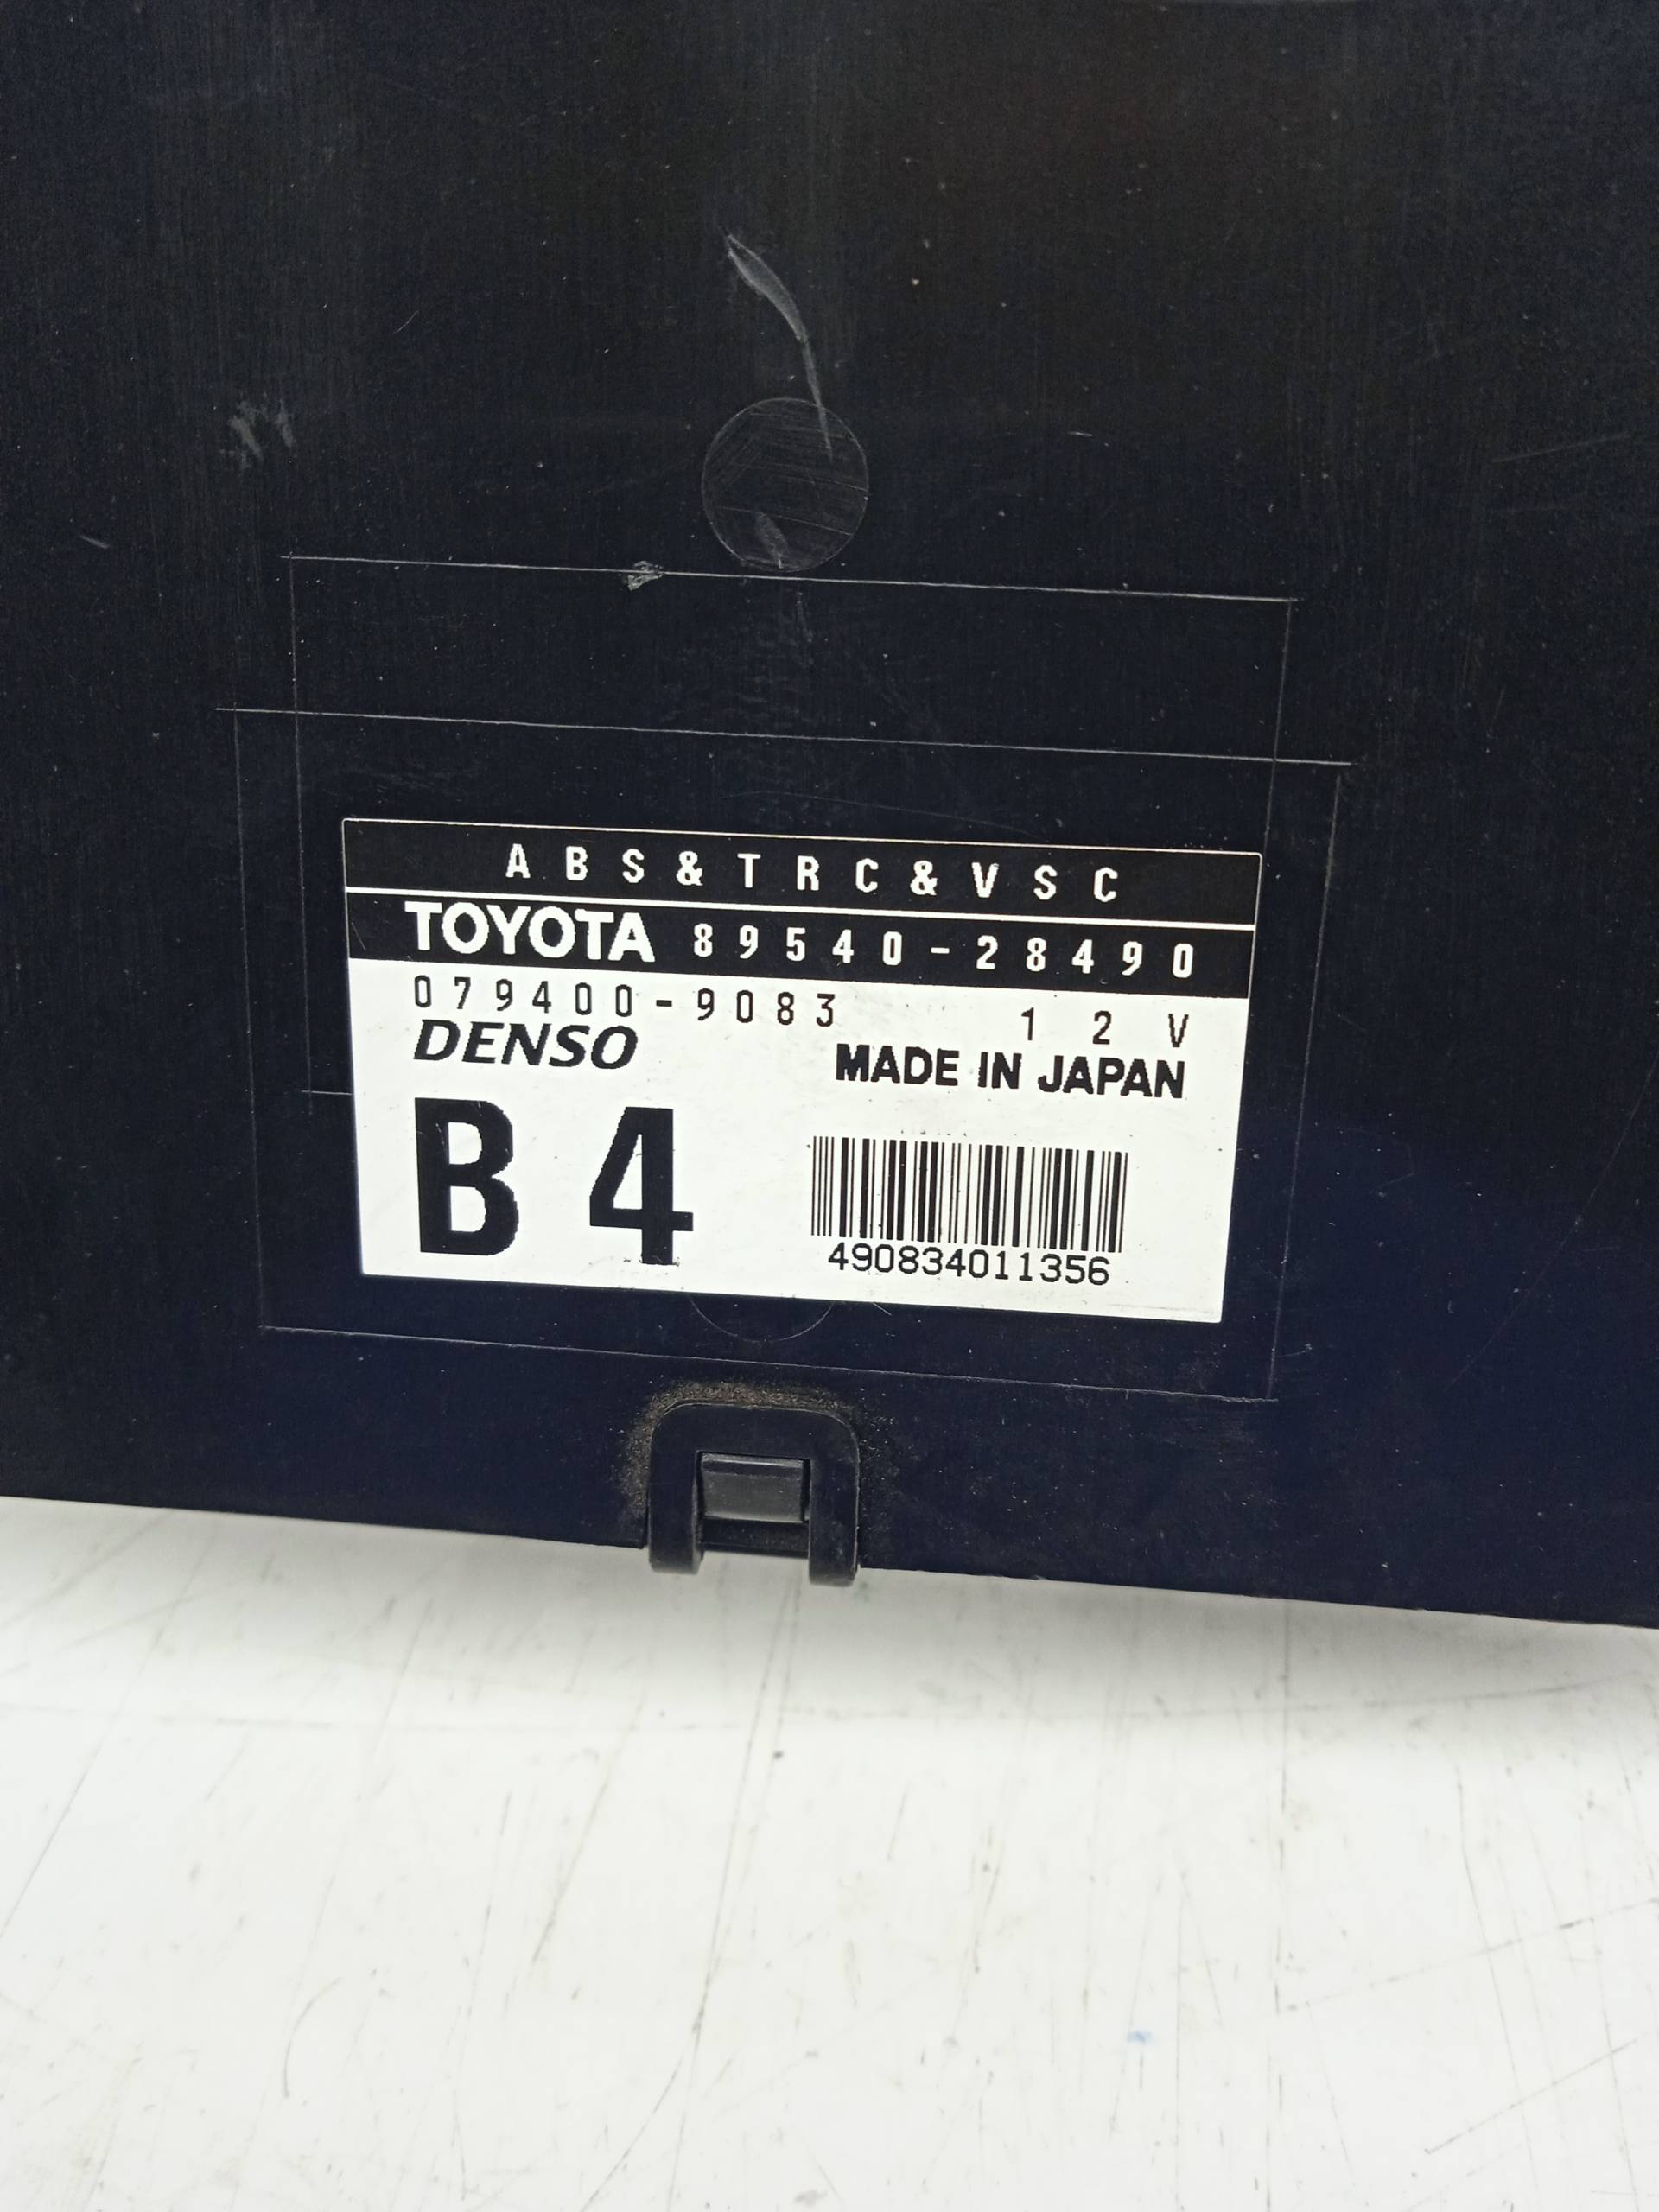 ABS&TRC&VSC
TOYOTA 89540-28490
079400-9083 12V
DENSO MADE IN JAPAN
B4
490834011356